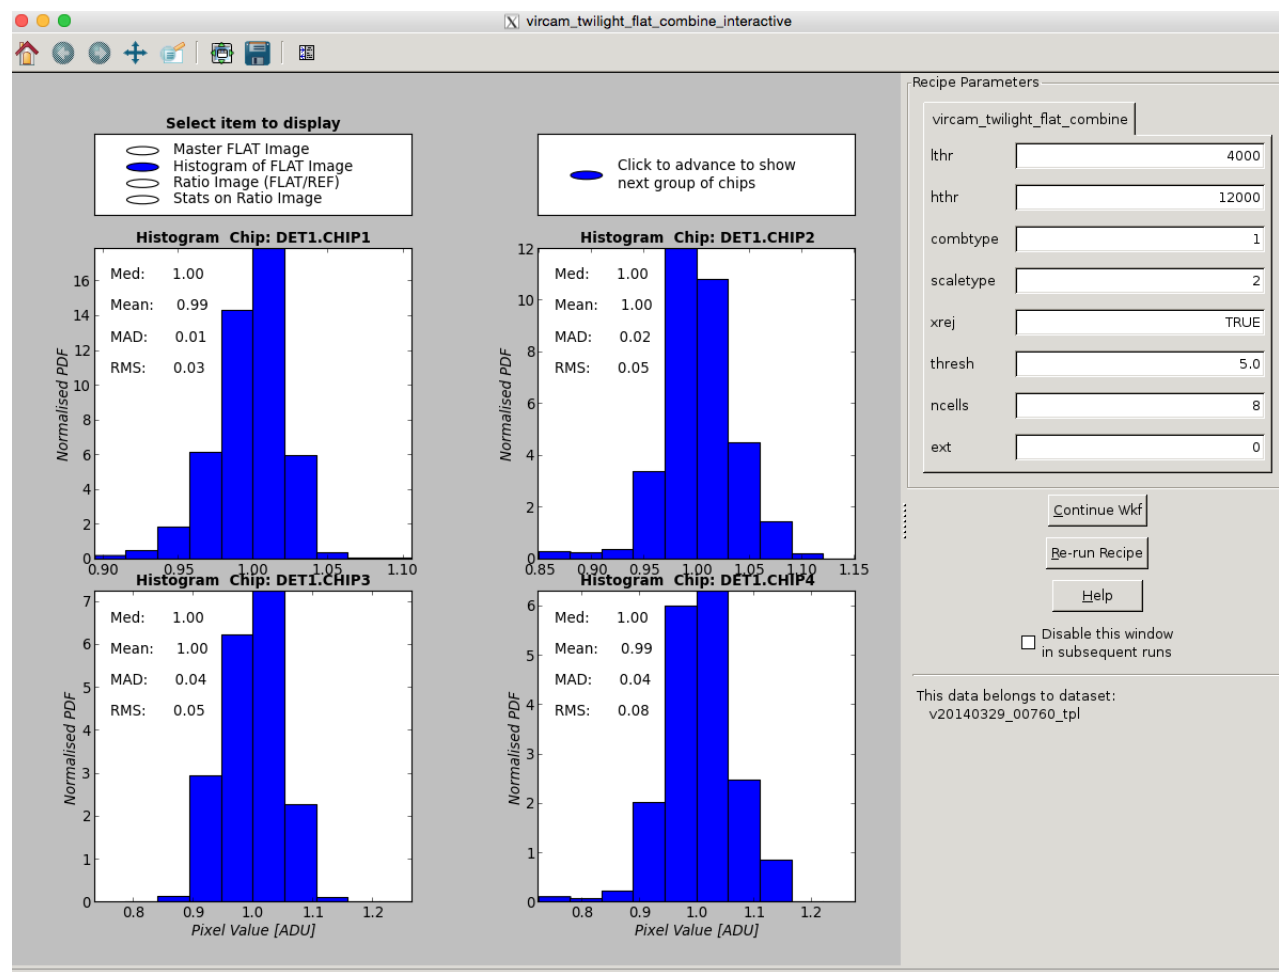 vircam_twilight_flat_combine_interactive
Select item to display
Master FLAT Image
Histogram of FLAT Image
Ratio Image (FLAT/REF)
Stats on Ratio Image
Click to advance to show
next group of chips
Histogram Chip: DET1.CHIP1
Normalised PDF
16
14
12
10
8
6
4
2
0
Med: 1.00
Mean: 0.99
MAD: 0.01
RMS: 0.03
0.90 0.95 1.00 1.05 1.10
Histogram Chip: DET1.CHIP2
Normalised PDF
12
10
8
6
4
2
0
Med: 1.00
Mean: 1.00
MAD: 0.02
RMS: 0.05
0.85 0.90 0.95 1.00 1.05 1.10 1.15
Histogram Chip: DET1.CHIP3
Normalised PDF
7
6
5
4
3
2
1
0
Med: 1.00
Mean: 1.00
MAD: 0.04
RMS: 0.05
0.8 0.9 1.0 1.1 1.2
Pixel Value [ADU]
Histogram Chip: DET1.CHIP4
Normalised PDF
6
5
4
3
2
1
0
Med: 1.00
Mean: 0.99
MAD: 0.04
RMS: 0.08
0.8 0.9 1.0 1.1 1.2
Pixel Value [ADU]
Recipe Parameters
vircam_twilight_flat_combine
lthr 4000
hthr 12000
combtype 1
scaletype 2
xrej TRUE
thresh 5.0
ncells 8
ext 0
Continue Wkf
Re-run Recipe
Help
Disable this window
in subsequent runs
This data belongs to dataset:
v20140329_00760_tpl